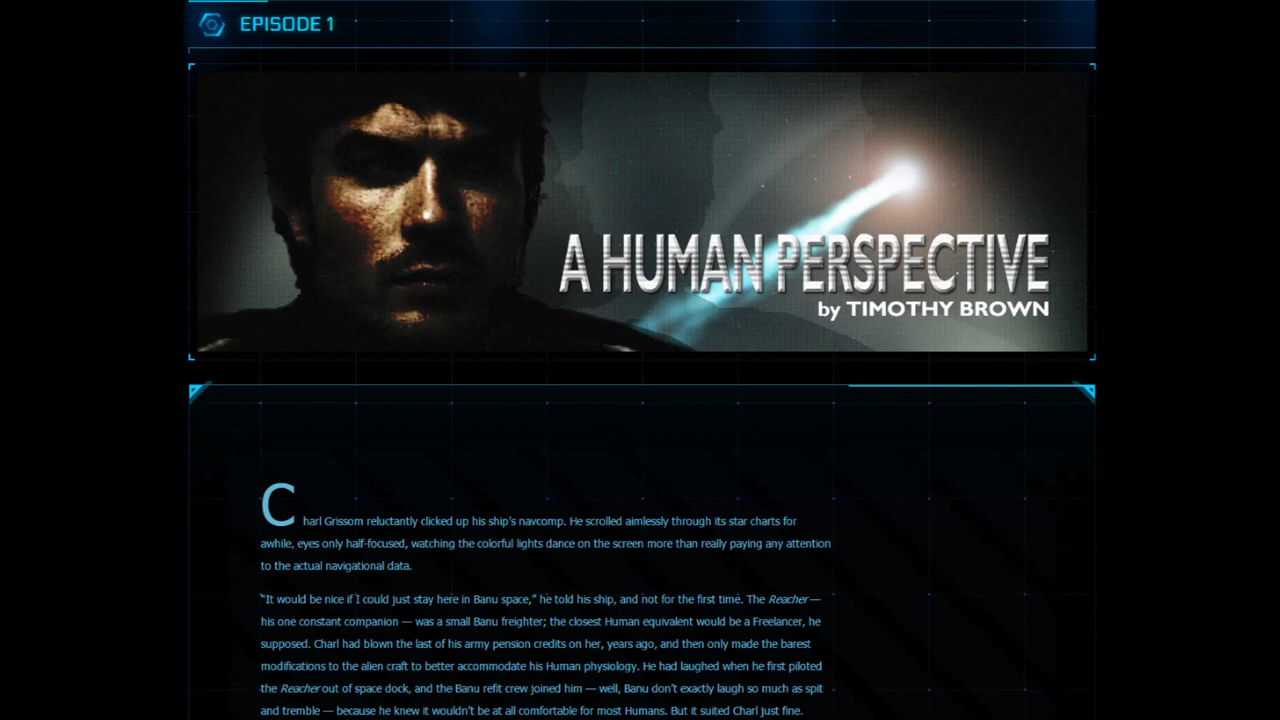 EPISODE 1
A HUMAN PERSPECTIVE
by TIMOTHY BROWN
Charl Grissom reluctantly clicked up his ship's navcomp. He scrolled aimlessly through its star charts for
awhile, eyes only half-focused, watching the colorful lights dance on the screen more than really paying any attention
to the actual navigational data.
“It would be nice if I could just stay here in Banu space,” he told his ship, and not for the first time. The Reacher —
his one constant companion — was a small Banu freighter; the closest Human equivalent would be a Freelancer, he
supposed. Charl had blown the last of his army pension credits on her, years ago, and then only made the barest
modifications to the alien craft to better accommodate his Human physiology. He had laughed when he first piloted
the Reacher out of space dock, and the Banu refit crew joined him — well, Banu don’t exactly laugh so much as spit
and tremble — because he knew it wouldn’t be at all comfortable for most Humans. But it suited Charl just fine.